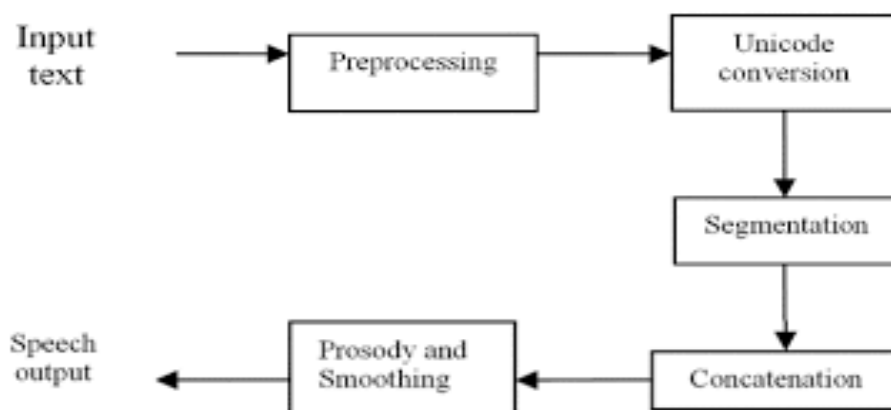 Input
text
Preprocessing
Unicode
conversion
Segmentation
Concatenation
Prosody and
Smoothing
Speech
output